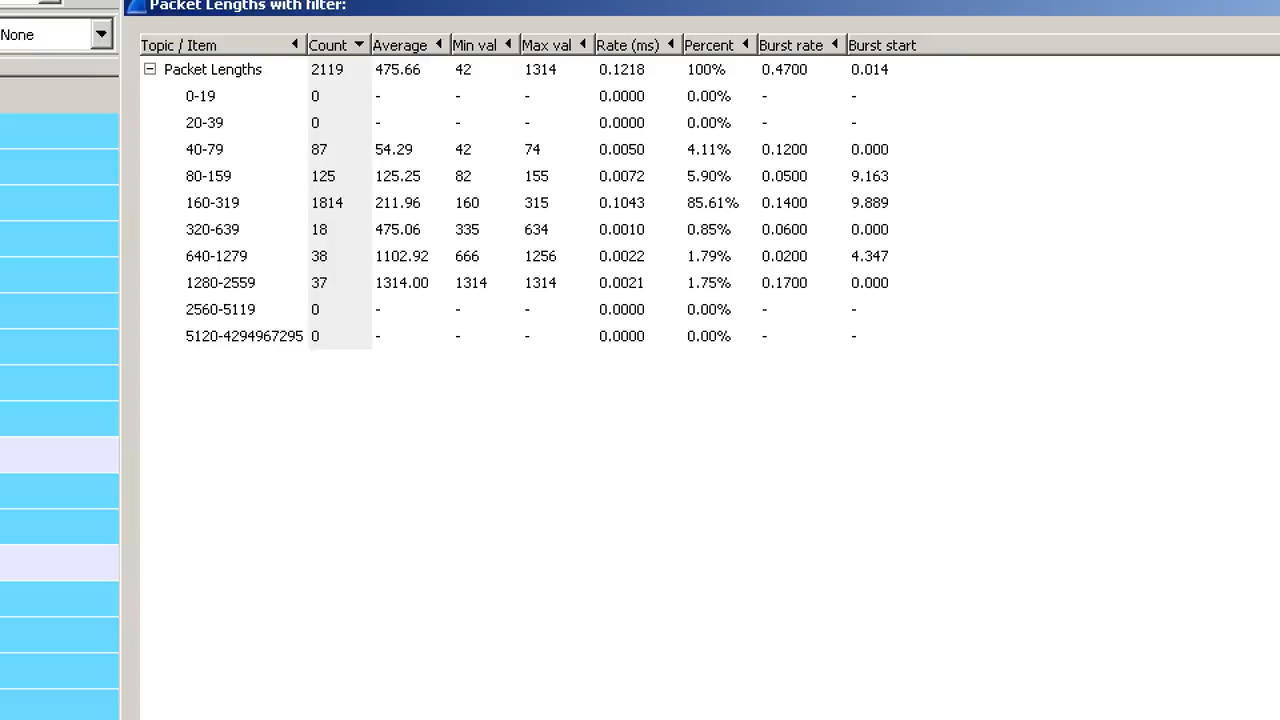 Packet Lengths with filter:
None
Topic / Item Count Average Min val Max val Rate (ms) Percent Burst rate Burst start
Packet Lengths 2119 475.66 42 1314 0.1218 100% 0.4700 0.014
0-19 0 - - - 0.0000 0.00% - -
20-39 0 - - - 0.0000 0.00% - -
40-79 87 54.29 42 74 0.0050 4.11% 0.1200 0.000
80-159 125 125.25 82 155 0.0072 5.90% 0.0500 9.163
160-319 1814 211.96 160 315 0.1043 85.61% 0.1400 9.889
320-639 18 475.06 335 634 0.0010 0.85% 0.0600 0.000
640-1279 38 1102.92 666 1256 0.0022 1.79% 0.0200 4.347
1280-2559 37 1314.00 1314 1314 0.0021 1.75% 0.1700 0.000
2560-5119 0 - - - 0.0000 0.00% - -
5120-4294967295 0 - - - 0.0000 0.00% - -